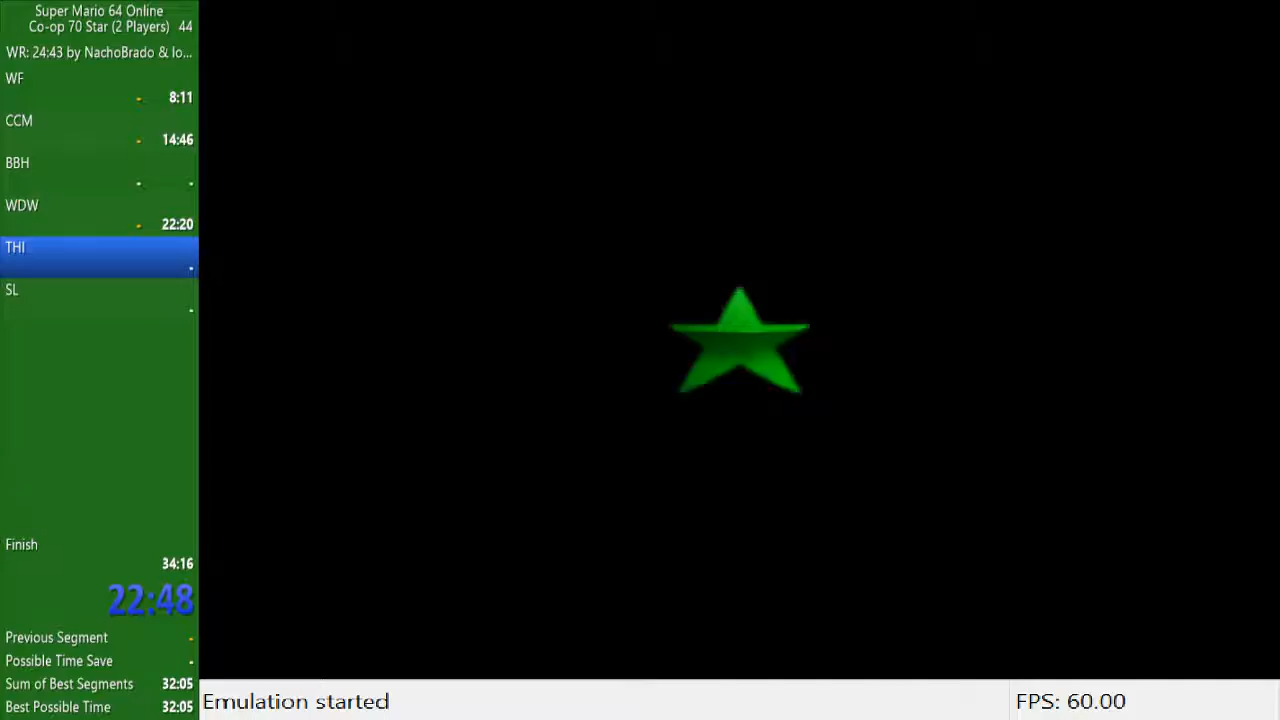 Super Mario 64 Online
Co-op 70 Star (2 Players) 44
WR: 24:43 by NachoBrado & lo...
WF
- 8:11
CCM
- 14:46
BBH
- -
WDW
- 22:20
THI
-
SL
-
Finish
34:16
22:48
Previous Segment -
Possible Time Save -
Sum of Best Segments 32:05
Best Possible Time 32:05
Emulation started FPS: 60.00